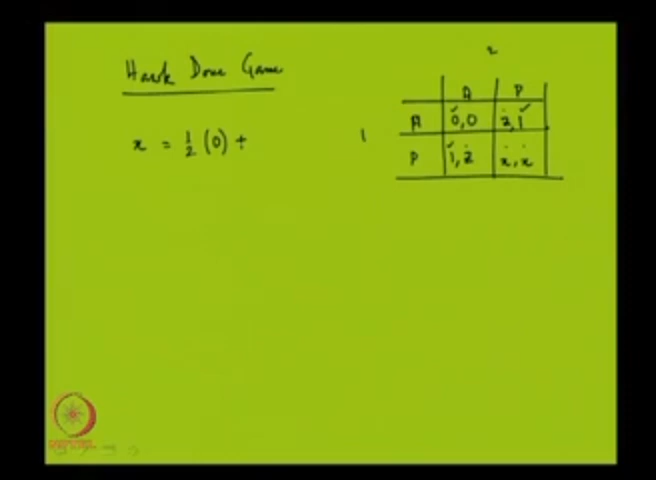 Hawk Dove Game
2
A P
x = 1/2 (0) +
1
A 0,0 2,1
P 1,2 x,x